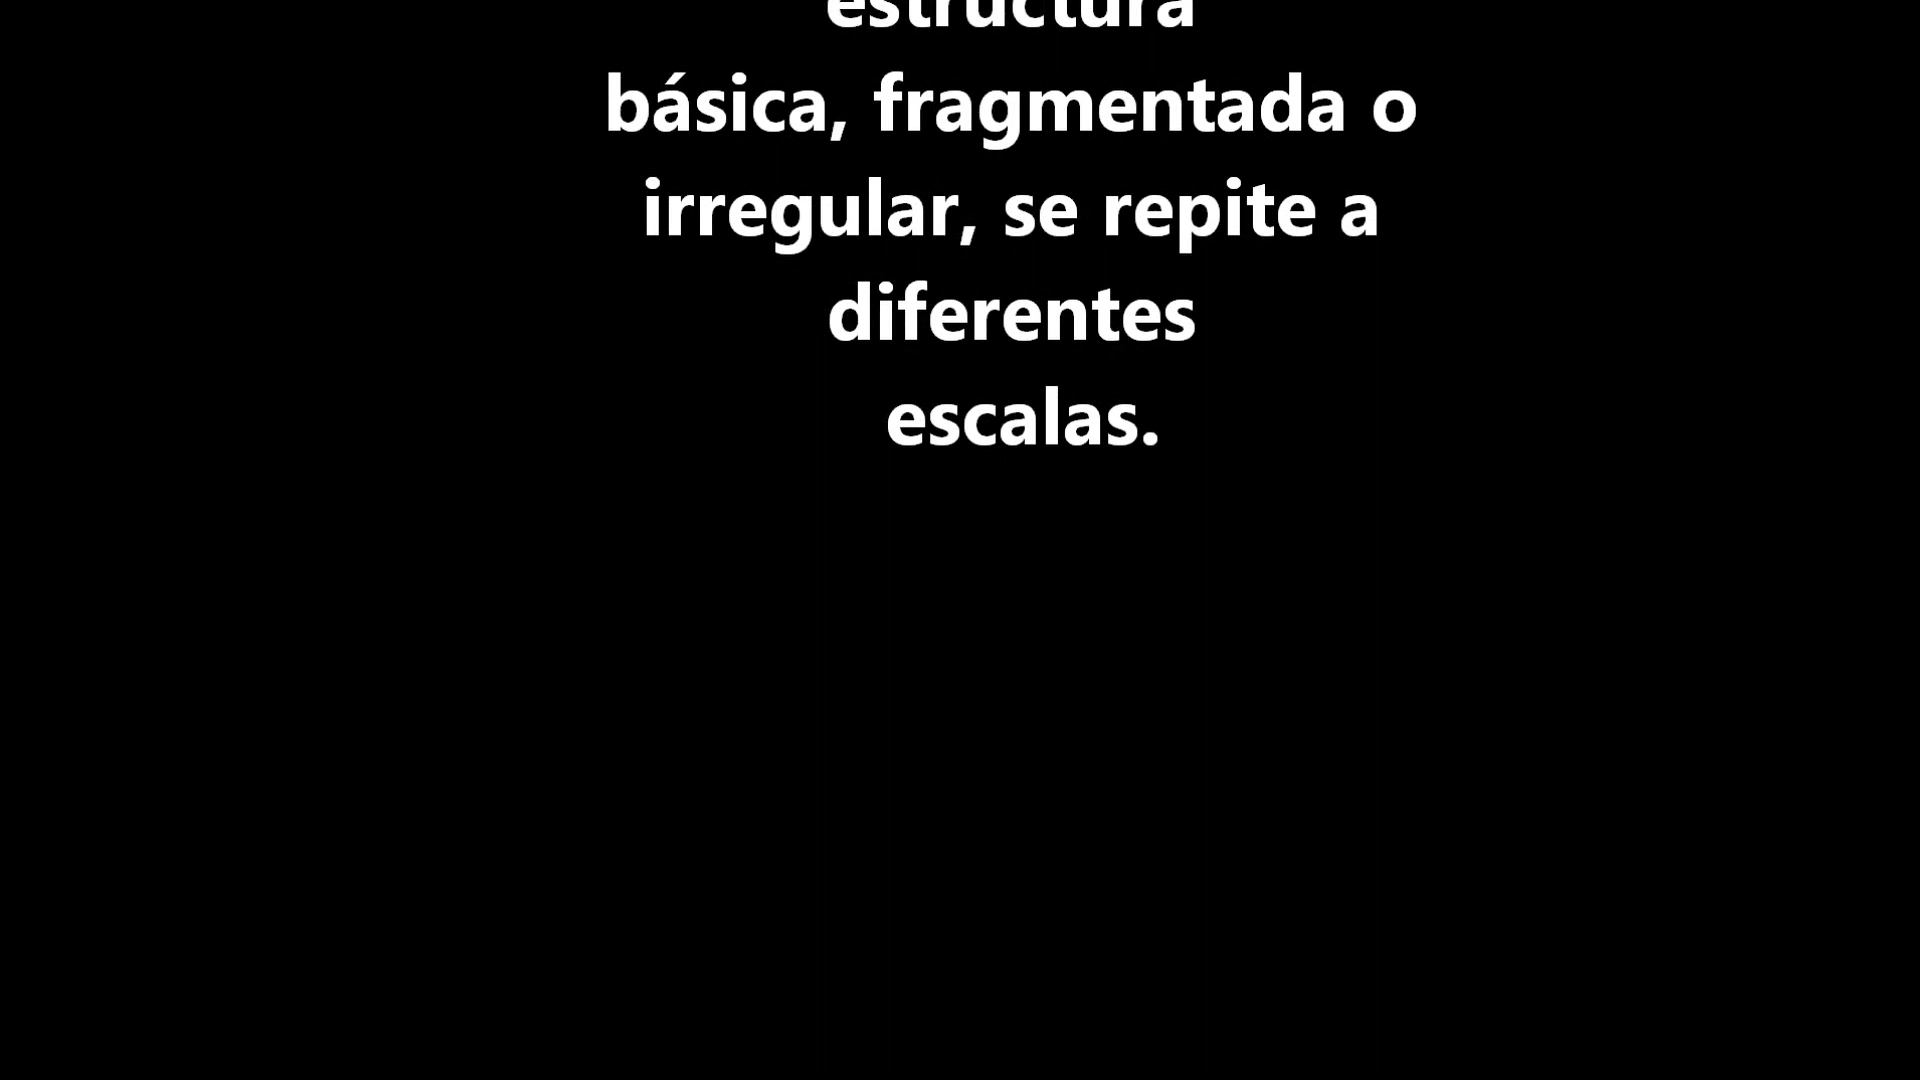 estructura
básica, fragmentada o
irregular, se repite a
diferentes
escalas.